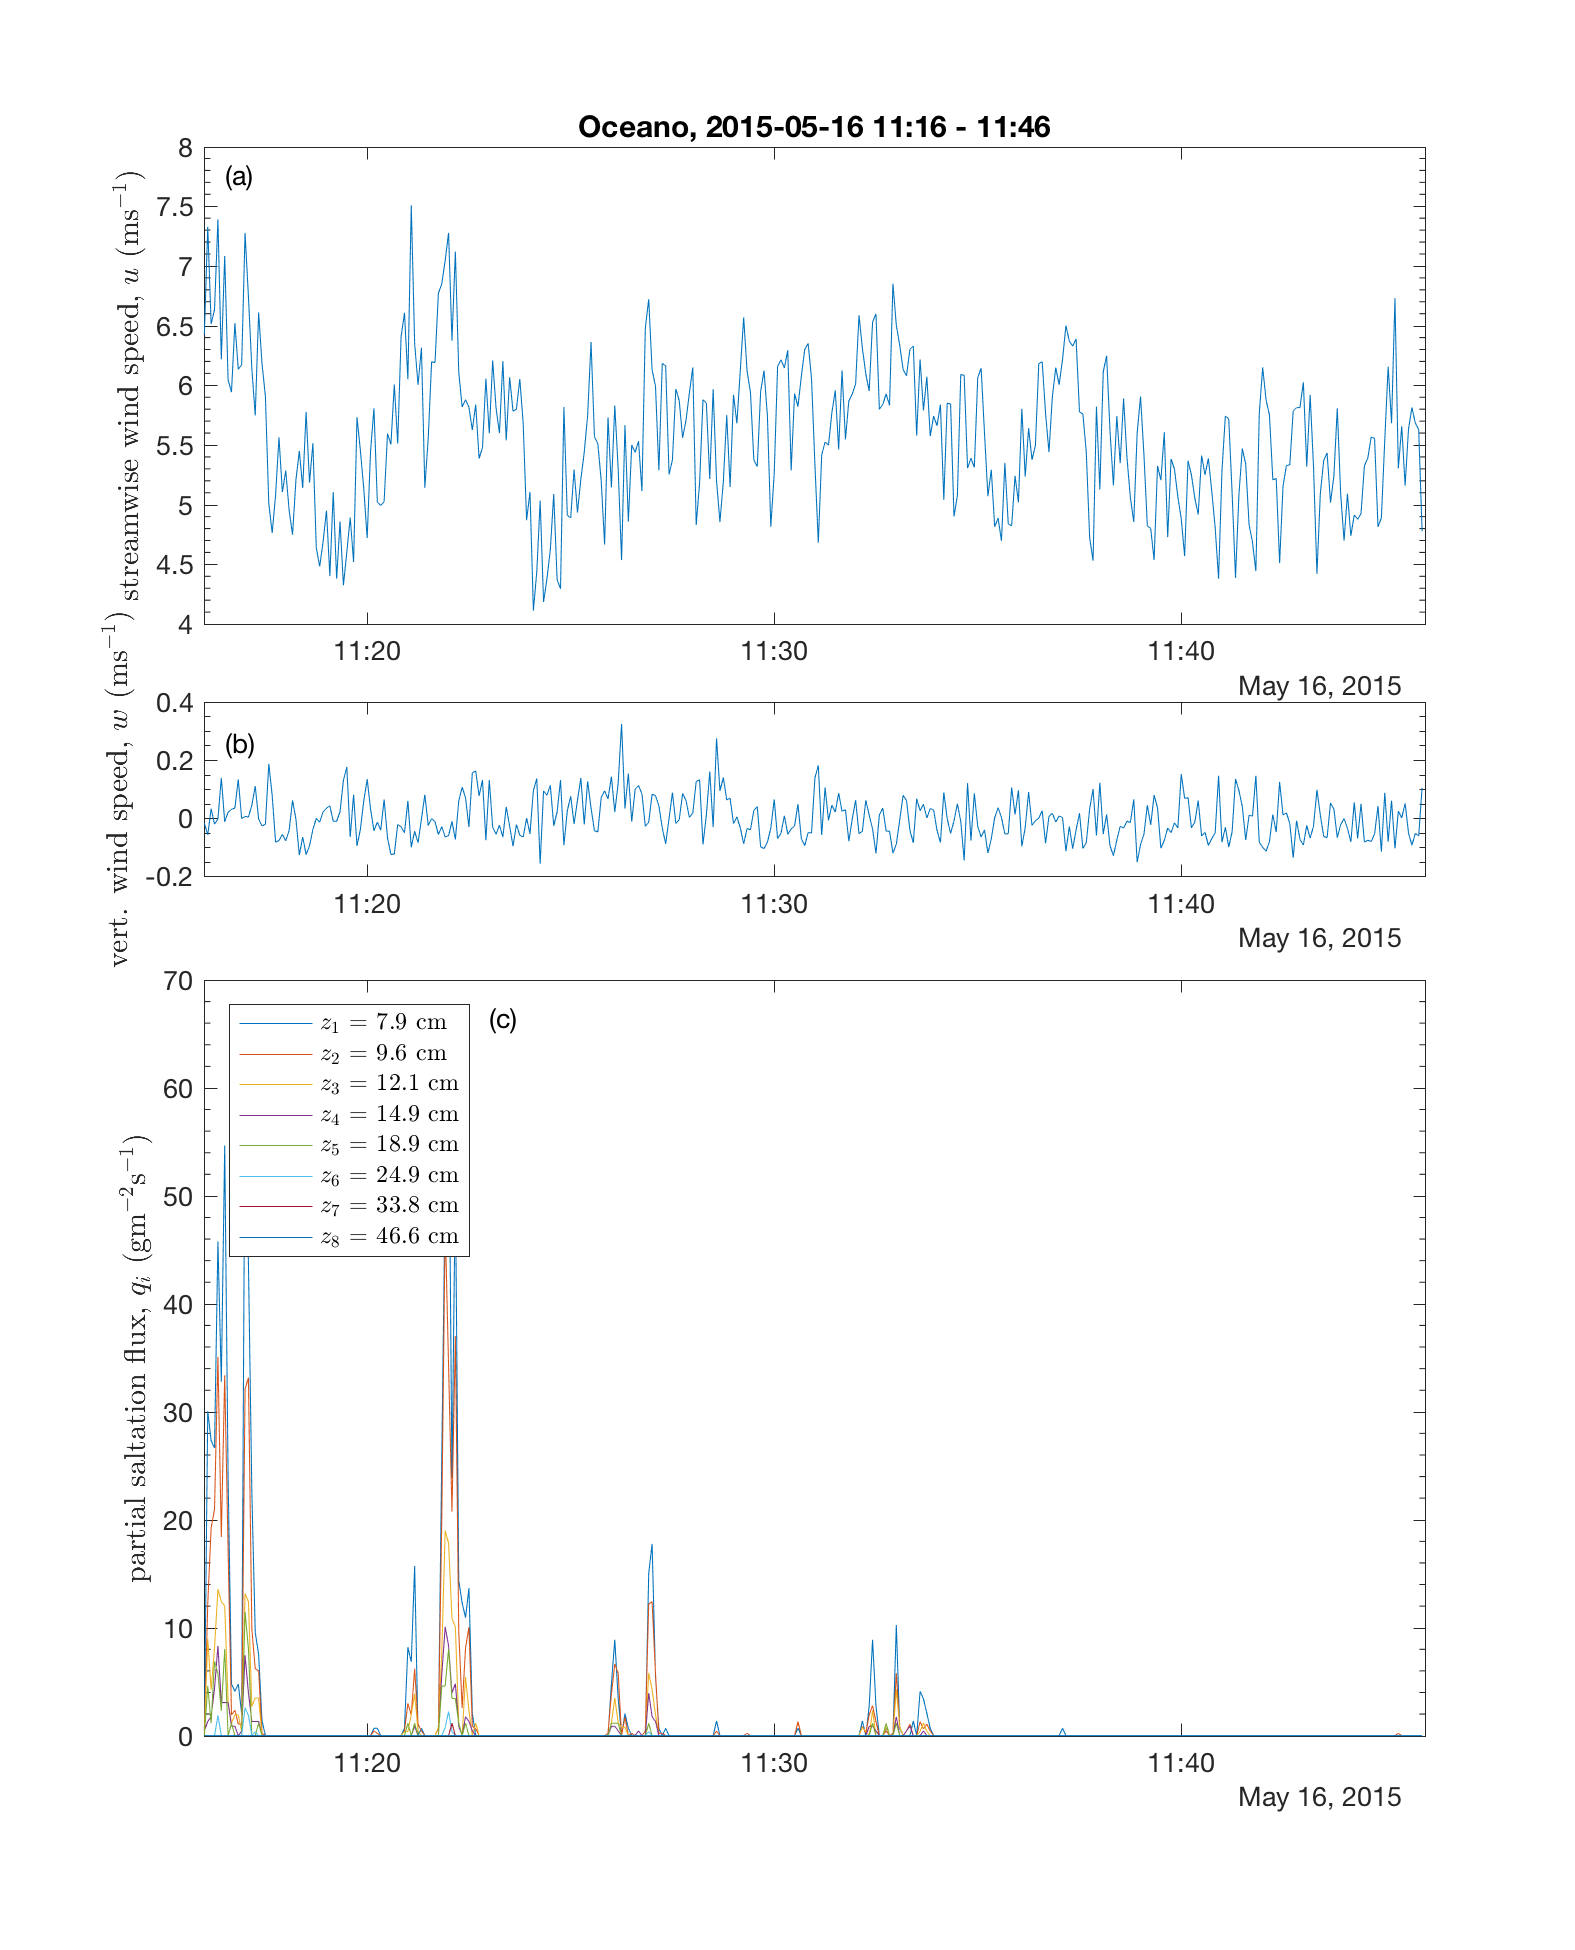 Oceano, 2015-05-16 11:16 - 11:46
(a)
streamwise wind speed, u (ms⁻¹)
8
7.5
7
6.5
6
5.5
5
4.5
4
11:20 11:30 11:40
May 16, 2015
(b)
vert. wind speed, w (ms⁻¹)
0.4
0.2
0
-0.2
11:20 11:30 11:40
May 16, 2015
(c)
partial saltation flux, qᵢ (gm⁻²s⁻¹)
70
60
50
40
30
20
10
0
z₁ = 7.9 cm
z₂ = 9.6 cm
z₃ = 12.1 cm
z₄ = 14.9 cm
z₅ = 18.9 cm
z₆ = 24.9 cm
z₇ = 33.8 cm
z₈ = 46.6 cm
11:20 11:30 11:40
May 16, 2015